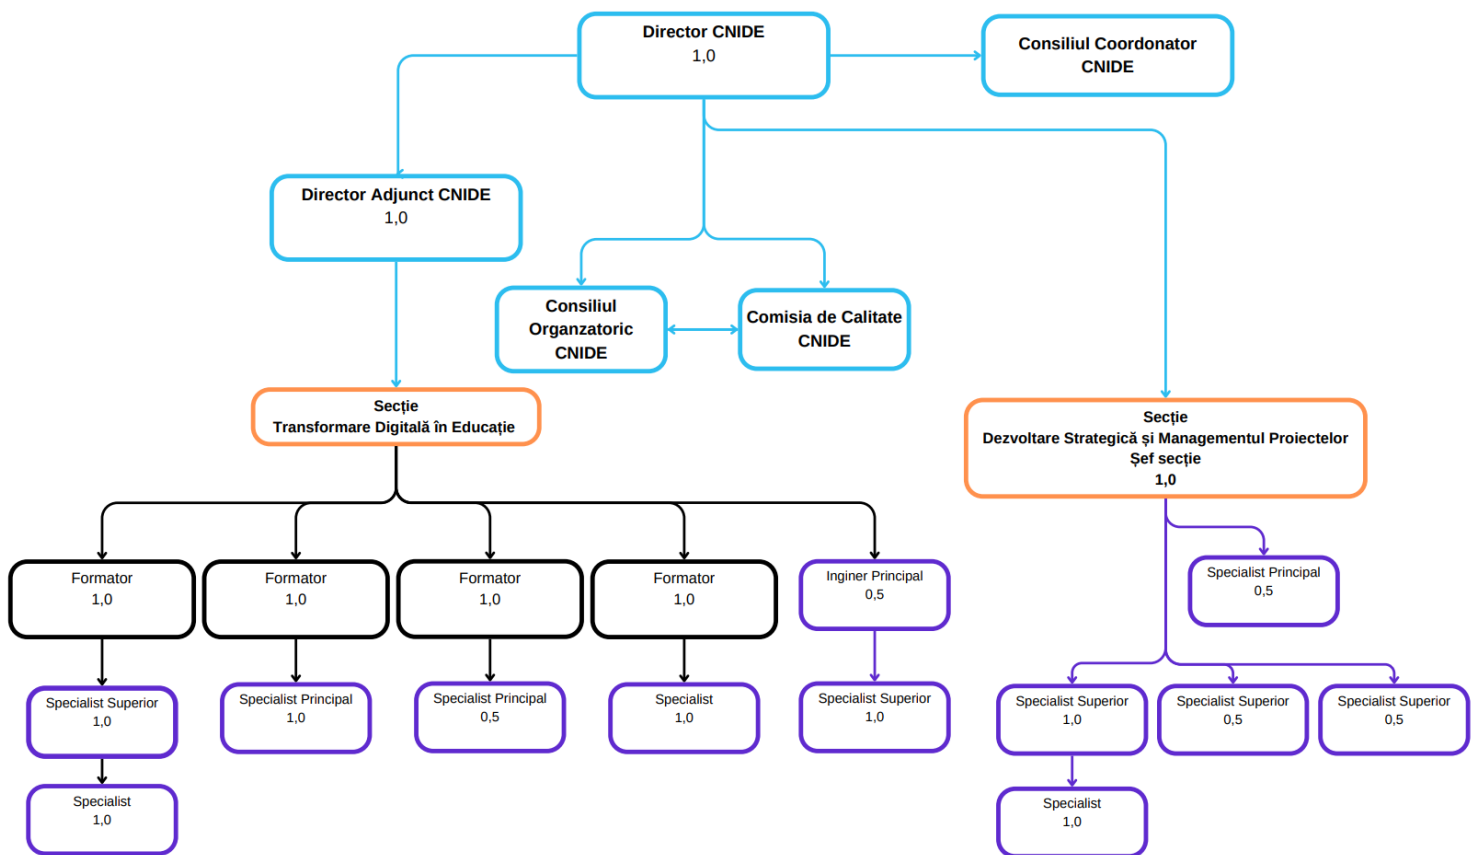 Director CNIDE
1,0
Consiliul Coordonator
CNIDE
Director Adjunct CNIDE
1,0
Consiliul
Organzatoric
CNIDE
Comisia de Calitate
CNIDE
Secție
Transformare Digitală în Educație
Secție
Dezvoltare Strategică și Managementul Proiectelor
Șef secție
1,0
Formator
1,0
Formator
1,0
Formator
1,0
Formator
1,0
Inginer Principal
0,5
Specialist Principal
0,5
Specialist Superior
1,0
Specialist Principal
1,0
Specialist Principal
0,5
Specialist
1,0
Specialist Superior
1,0
Specialist Superior
1,0
Specialist Superior
0,5
Specialist Superior
0,5
Specialist
1,0
Specialist
1,0